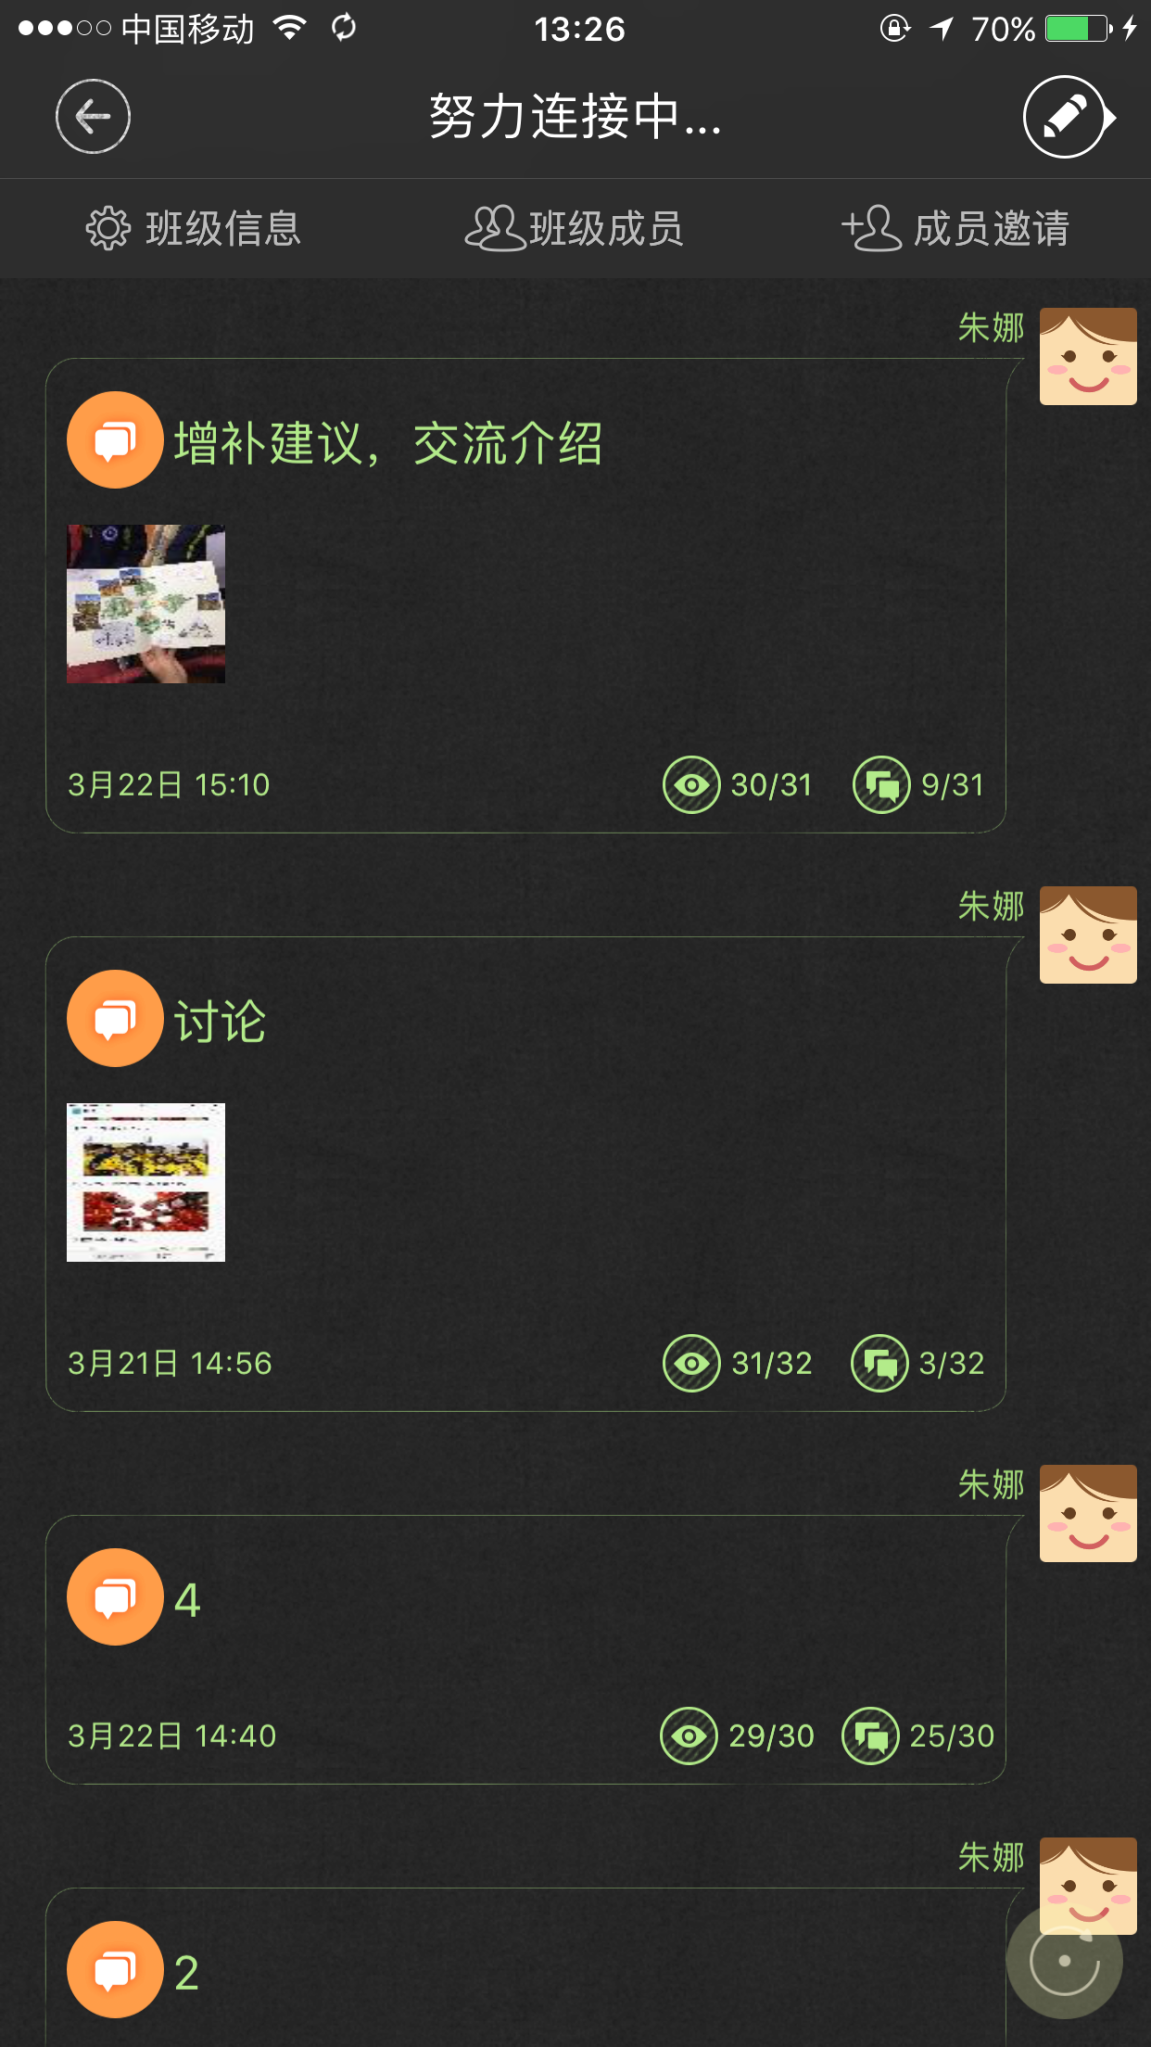 中国移动 13:26 70%
努力连接中...
班级信息 班级成员 成员邀请
朱娜
增补建议，交流介绍
3月22日 15:10 30/31 9/31
朱娜
讨论
3月21日 14:56 31/32 3/32
朱娜
4
3月22日 14:40 29/30 25/30
朱娜
2